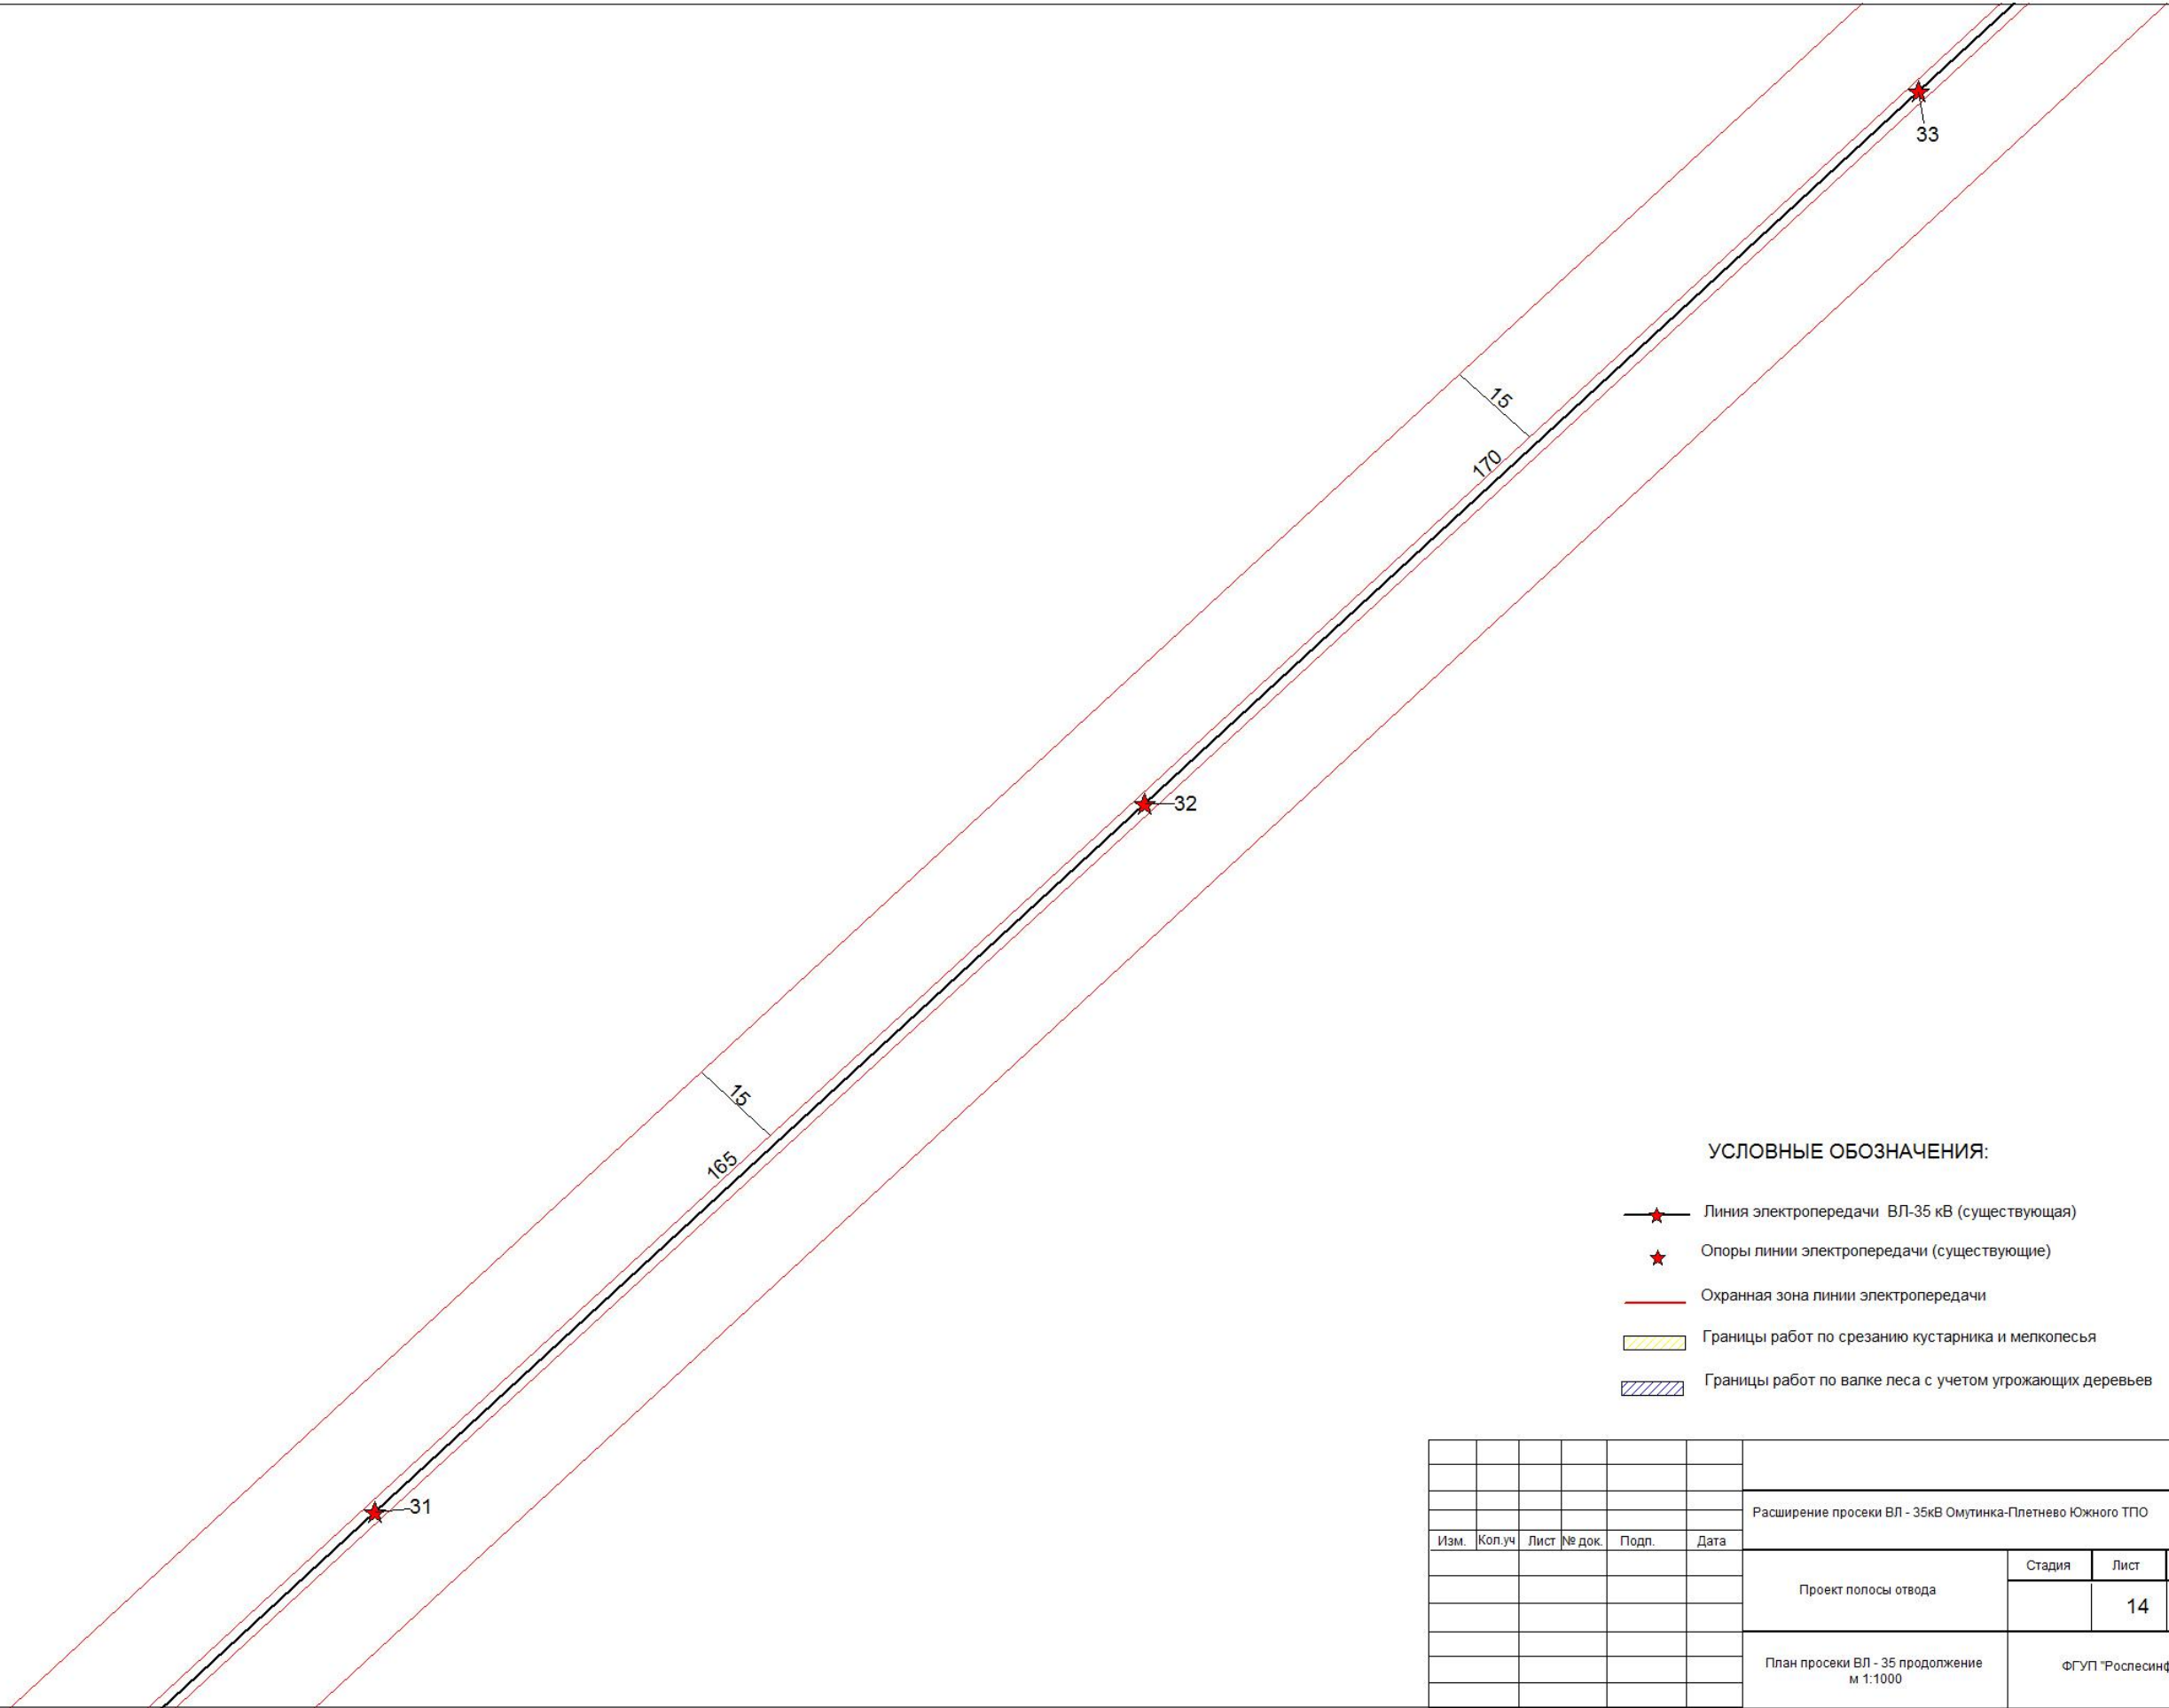 33
15
170
32
15
165
31
УСЛОВНЫЕ ОБОЗНАЧЕНИЯ:
Линия электропередачи ВЛ-35 кВ (существующая)
Опоры линии электропередачи (существующие)
Охранная зона линии электропередачи
Границы работ по срезанию кустарника и мелколесья
Границы работ по валке леса с учетом угрожающих деревьев
Расширение просеки ВЛ - 35кВ Омутинка-Плетнево Южного ТПО
Изм. Кол.уч Лист № док. Подп. Дата
Проект полосы отвода
Стадия Лист
14
План просеки ВЛ - 35 продолжение
м 1:1000
ФГУП "Рослесинф